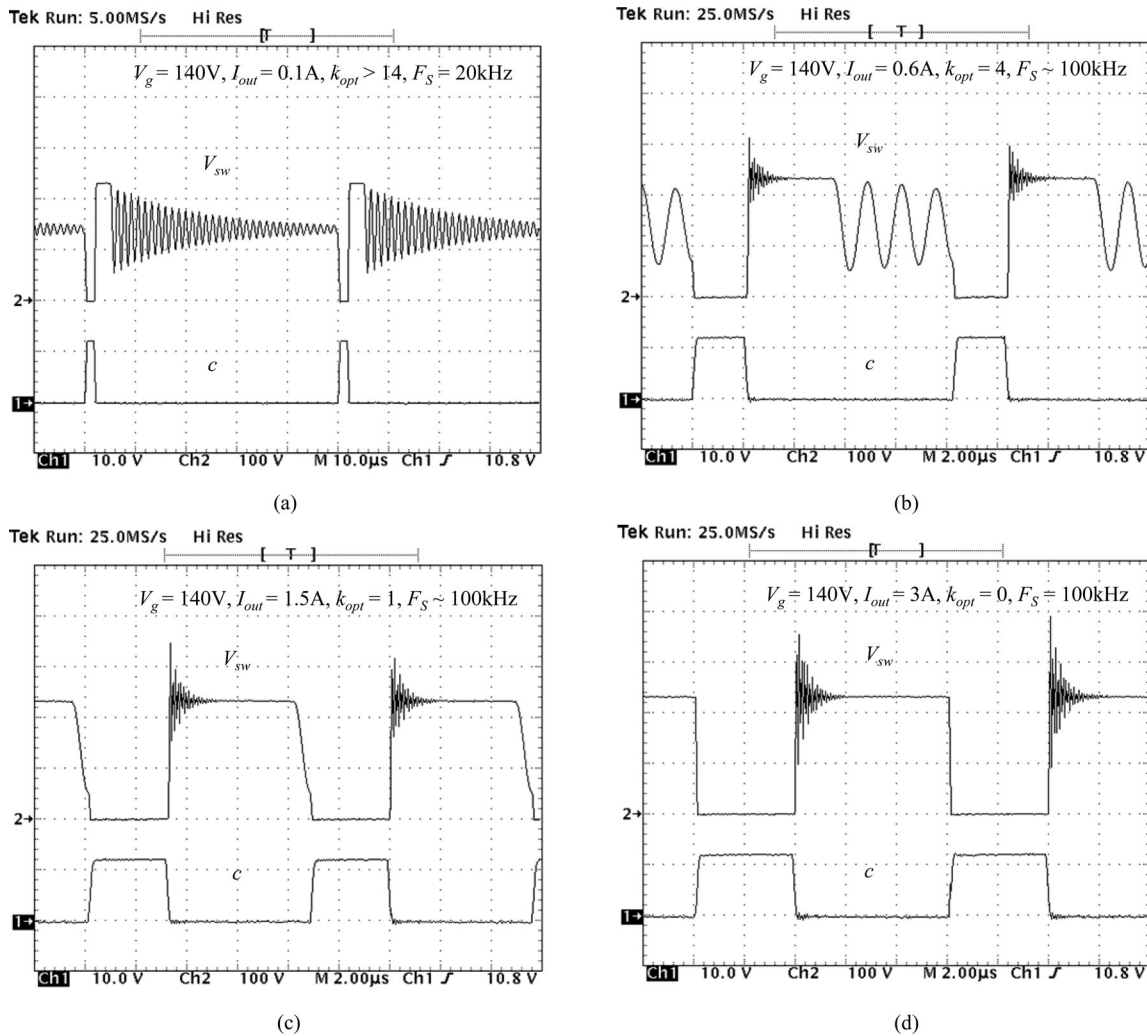 Tek Run: 5.00MS/s Hi Res
[T ]
V_g = 140V, I_out = 0.1A, k_opt > 14, F_S = 20kHz
V_sw
2→
c
1→
Ch1 10.0 V Ch2 100 V M 10.0µs Ch1 ∫ 10.8 V
(a)
Tek Run: 25.0MS/s Hi Res
[ T ]
V_g = 140V, I_out = 0.6A, k_opt = 4, F_S ~ 100kHz
V_sw
2→
c
1→
Ch1 10.0 V Ch2 100 V M 2.00µs Ch1 ∫ 10.8 V
(b)
Tek Run: 25.0MS/s Hi Res
[ T ]
V_g = 140V, I_out = 1.5A, k_opt = 1, F_S ~ 100kHz
V_sw
2→
c
1→
Ch1 10.0 V Ch2 100 V M 2.00µs Ch1 ∫ 10.8 V
(c)
Tek Run: 25.0MS/s Hi Res
[T ]
V_g = 140V, I_out = 3A, k_opt = 0, F_S = 100kHz
V_sw
2→
c
1→
Ch1 10.0 V Ch2 100 V M 2.00µs Ch1 ∫ 10.8 V
(d)